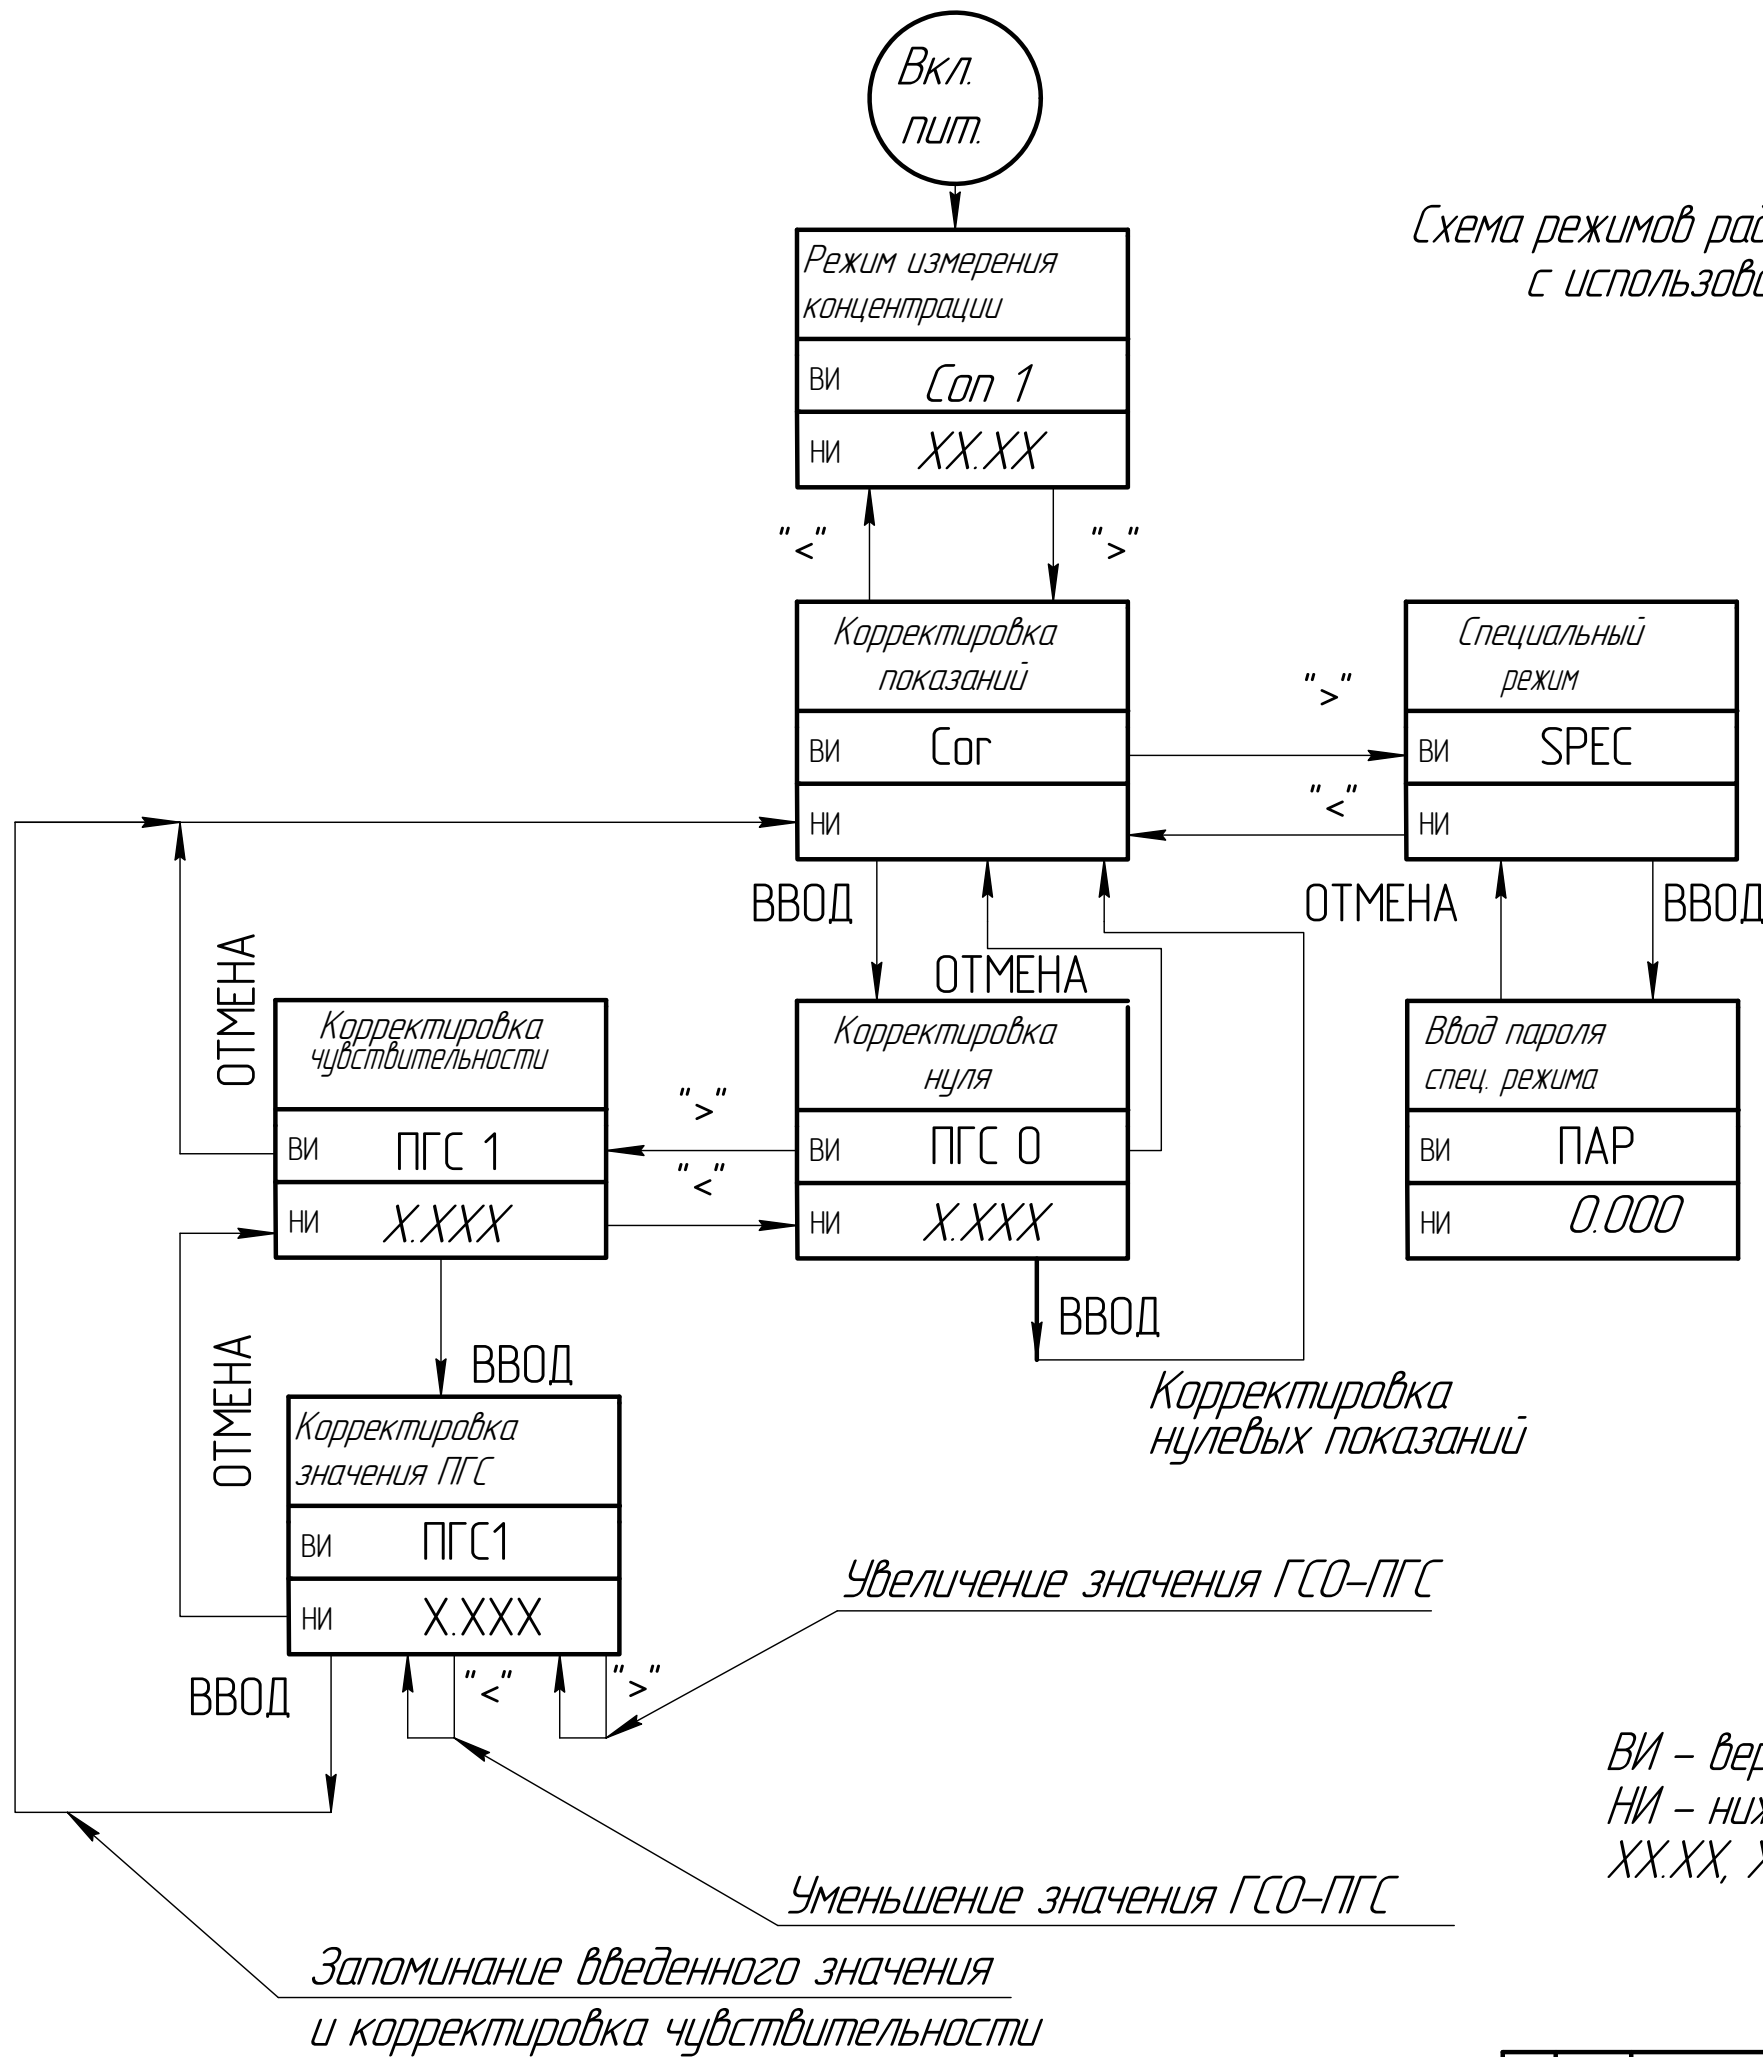 Вкл.
пит.
Схема режимов
с
Режим измерения
концентрации
ВИ Con 1
НИ XX.XX
"<"
">"
Корректировка
показаний
ВИ Cor
НИ
">"
"<"
Специальный
режим
ВИ SPEC
НИ
ВВОД
ОТМЕНА
ОТМЕНА
ВВОД
ОТМЕНА
Корректировка
чувствительности
ВИ ПГС 1
НИ X.XXX
">"
"<"
Корректировка
нуля
ВИ ПГС 0
НИ X.XXX
Ввод пароля
спец. режима
ВИ ПАР
НИ 0.000
ВВОД
Корректировка
нулевых показаний
ОТМЕНА
ВВОД
Корректировка
значения ПГС
ВИ ПГС1
НИ X.XXX
ВВОД
"<"
">"
Увеличение значения ГСО-ПГС
ВИ -
НИ -
XX.XX,
Уменьшение значения ГСО-ПГС
Запоминание введенного значения
и корректировка чувствительности